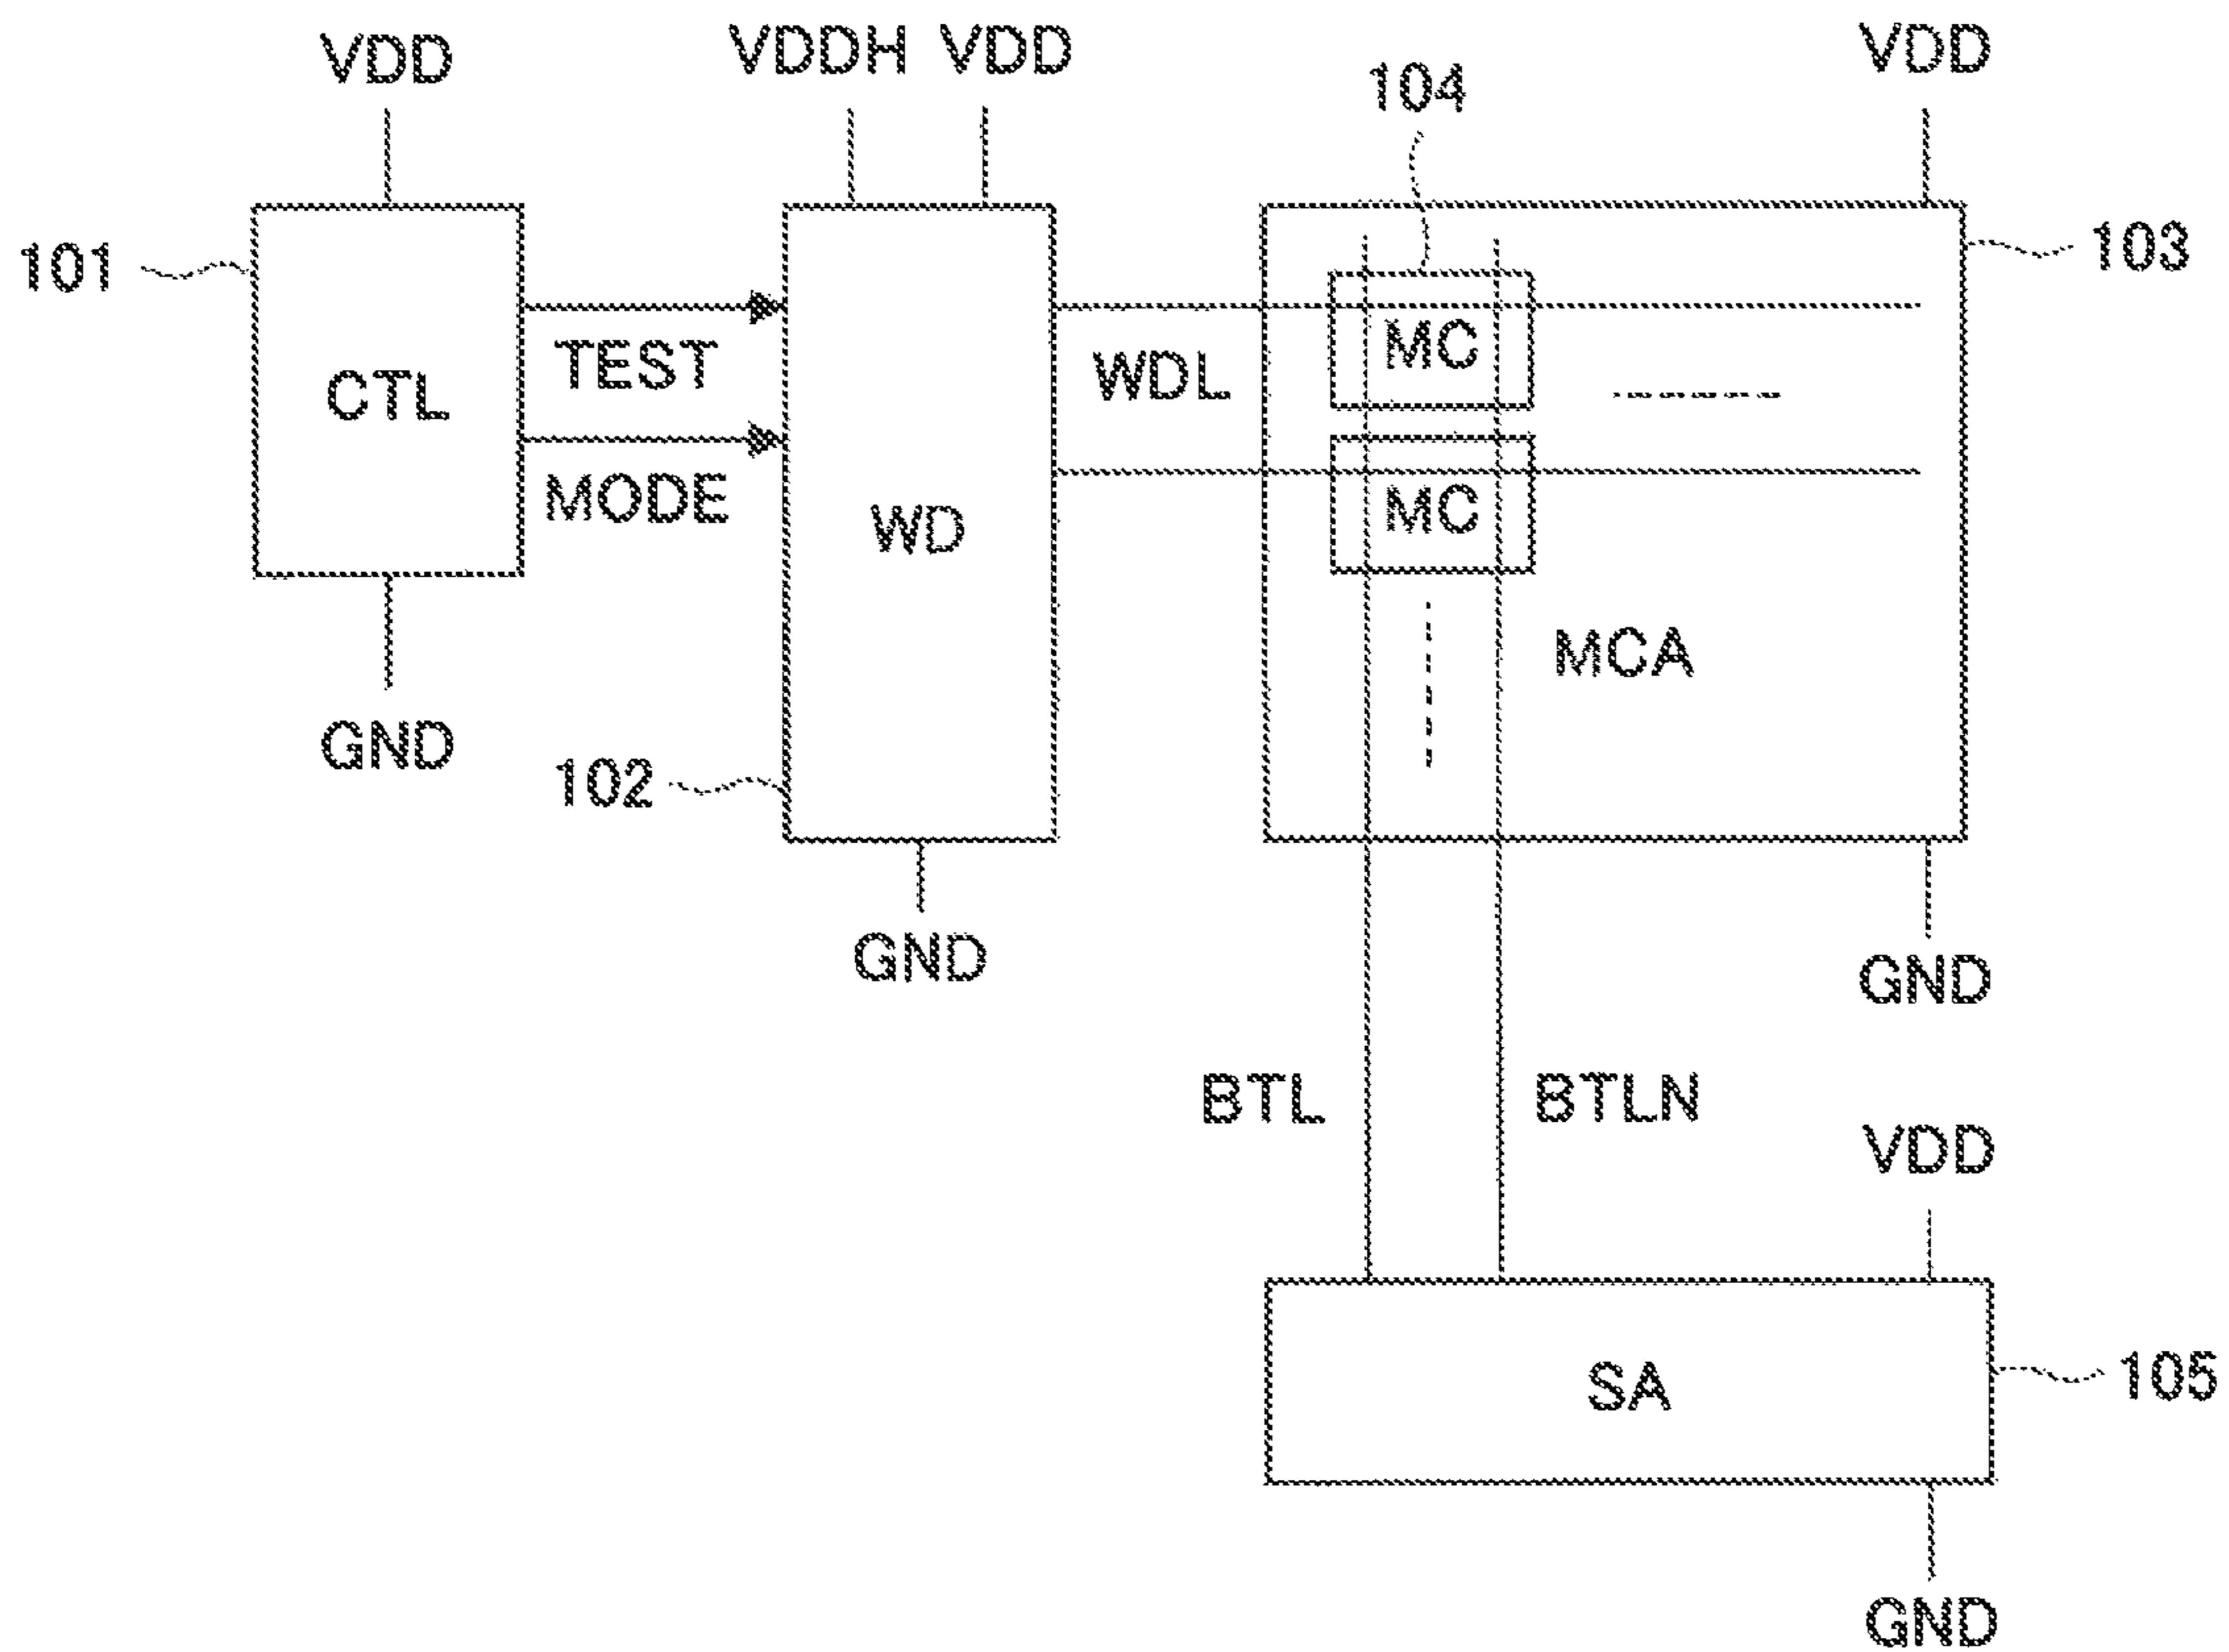 VDD
VDDH VDD
VDD
104
101
103
CTL
TEST
MODE
WD
WDL
MC
MC
MCA
GND
102
GND
GND
BTL
BTLN
VDD
SA
105
GND